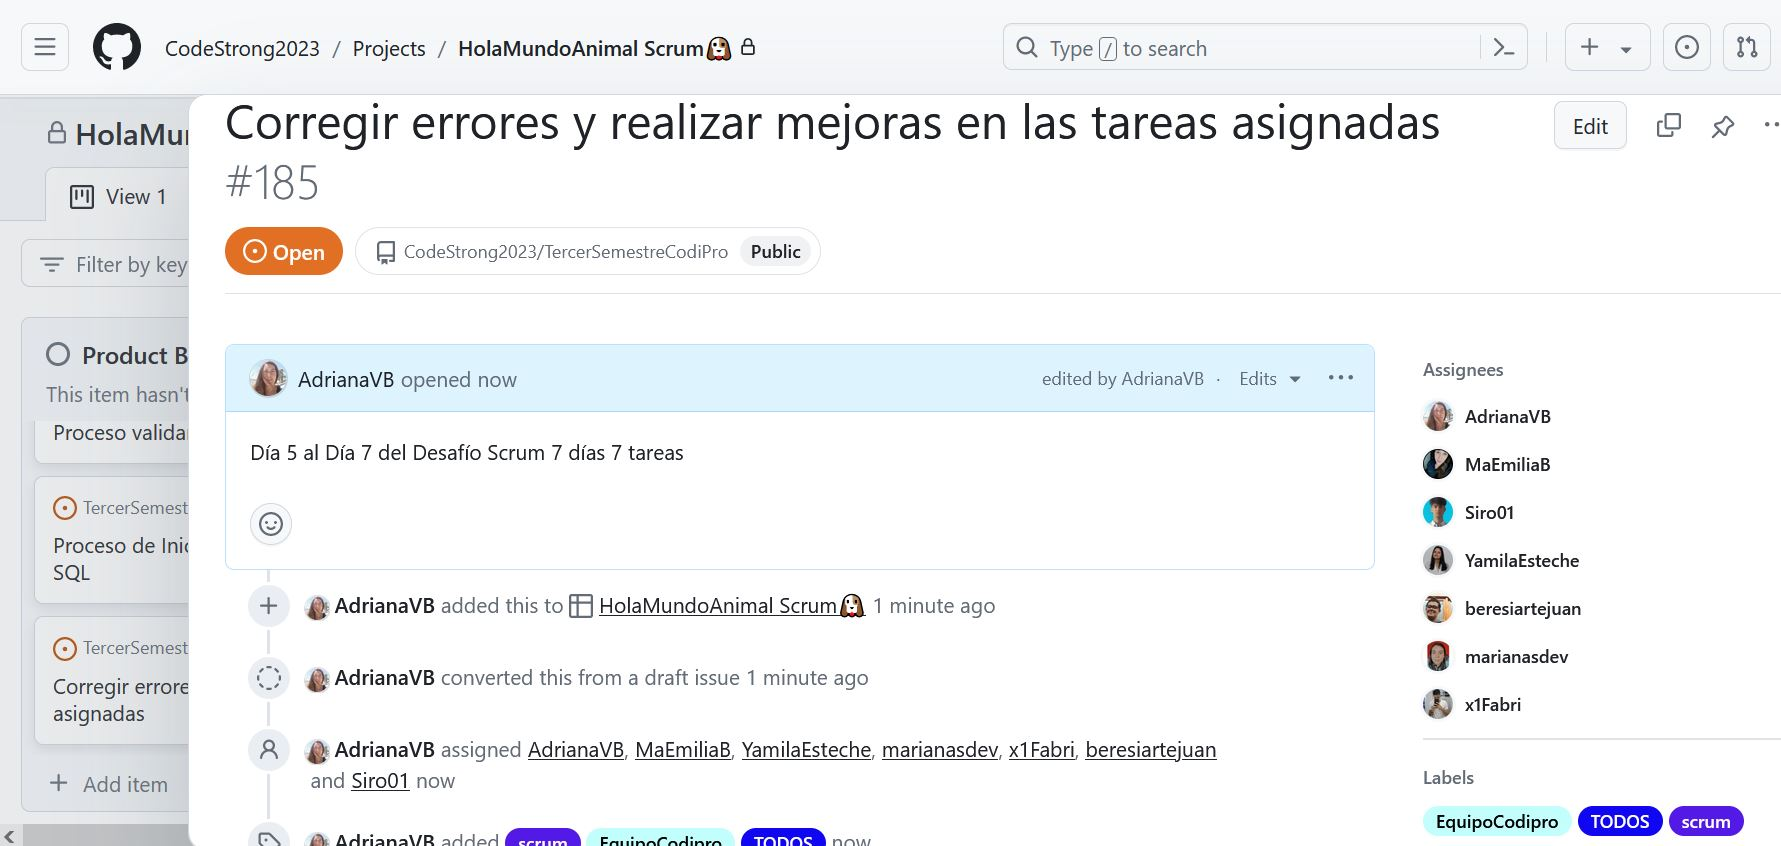 CodeStrong2023 / Projects / HolaMundoAnimal Scrum
Type / to search
HolaMun
View 1
Filter by key
Product B
This item hasn't
Proceso valida
TercerSemest
Proceso de Inic
SQL
TercerSemest
Corregir errore
asignadas
Add item
Corregir errores y realizar mejoras en las tareas asignadas
#185
Edit
Open
CodeStrong2023/TercerSemestreCodiPro Public
AdrianaVB opened now
edited by AdrianaVB · Edits
Día 5 al Día 7 del Desafío Scrum 7 días 7 tareas
AdrianaVB added this to HolaMundoAnimal Scrum 1 minute ago
AdrianaVB converted this from a draft issue 1 minute ago
AdrianaVB assigned AdrianaVB, MaEmiliaB, YamilaEsteche, marianasdev, x1Fabri, beresiartejuan
and Siro01 now
AdrianaVB added scrum EquipoCodipro TODOS now
Assignees
AdrianaVB
MaEmiliaB
Siro01
YamilaEsteche
beresiartejuan
marianasdev
x1Fabri
Labels
EquipoCodipro TODOS scrum